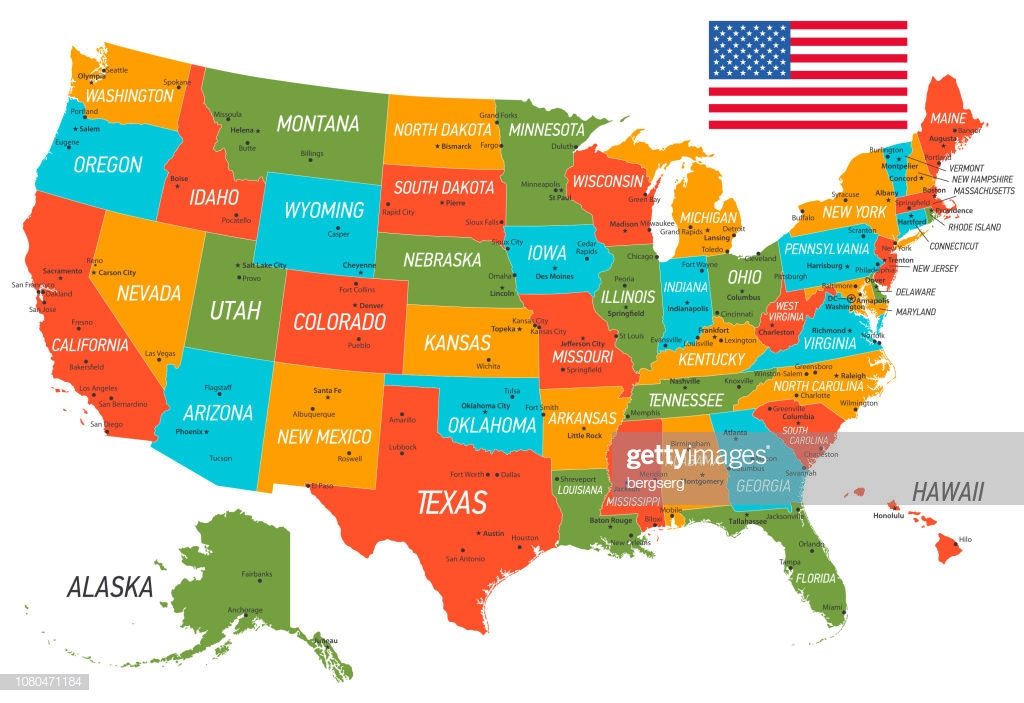 Seattle
Olympia
Spokane
WASHINGTON
Portland
Salem
Eugene
OREGON
Boise
IDAHO
Pocatello
Missoula
Helena
Butte
MONTANA
Billings
WYOMING
Casper
Cheyenne
NORTH DAKOTA
Grand Forks
Bismarck
Fargo
SOUTH DAKOTA
Pierre
Rapid City
Sioux Falls
MINNESOTA
Duluth
Minneapolis
St Paul
WISCONSIN
Green Bay
Madison
Milwaukee
MICHIGAN
Grand Rapids
Lansing
Detroit
Reno
Carson City
NEVADA
Las Vegas
Sacramento
San Francisco
Oakland
San Jose
Fresno
CALIFORNIA
Bakersfield
Los Angeles
San Bernardino
San Diego
Salt Lake City
Provo
UTAH
Fort Collins
Denver
COLORADO
Pueblo
NEBRASKA
Omaha
Lincoln
Sioux City
IOWA
Cedar Rapids
Des Moines
KANSAS
Topeka
Kansas City
Wichita
Kansas City
Jefferson City
MISSOURI
Springfield
St Louis
Chicago
Peoria
ILLINOIS
Springfield
Fort Wayne
INDIANA
Indianapolis
Evansville
Toledo
Cleveland
OHIO
Columbus
Cincinnati
Frankfort
Louisville
Lexington
KENTUCKY
Nashville
Knoxville
TENNESSEE
Memphis
Flagstaff
ARIZONA
Phoenix
Tucson
Santa Fe
Albuquerque
NEW MEXICO
Roswell
El Paso
Amarillo
Lubbock
Fort Worth
Dallas
TEXAS
Austin
Houston
San Antonio
Tulsa
Oklahoma City
OKLAHOMA
Fort Smith
ARKANSAS
Little Rock
Shreveport
LOUISIANA
Baton Rouge
New Orleans
Meridian
Jackson
MISSISSIPPI
Biloxi
Birmingham
Montgomery
Mobile
Atlanta
Columbus
GEORGIA
Savannah
Tallahassee
Jacksonville
Orlando
Tampa
FLORIDA
Miami
Greenville
Columbia
SOUTH
CAROLINA
Charleston
Greensboro
Winston-Salem
Raleigh
NORTH CAROLINA
Charlotte
Wilmington
WEST
VIRGINIA
Charleston
Richmond
VIRGINIA
Norfolk
DC
Washington
Baltimore
Annapolis
Dover
PENNSYLVANIA
Scranton
Harrisburg
Pittsburgh
Philadelphia
Trenton
New York
NEW YORK
Buffalo
Syracuse
Albany
Burlington
Montpelier
Concord
MAINE
Bangor
Augusta
Portland
Boston
Springfield
Providence
Hartford
VERMONT
NEW HAMPSHIRE
MASSACHUSETTS
RHODE ISLAND
CONNECTICUT
NEW JERSEY
DELAWARE
MARYLAND
ALASKA
Fairbanks
Anchorage
Juneau
HAWAII
Honolulu
Hilo
gettyimages
bergserg
1080471184